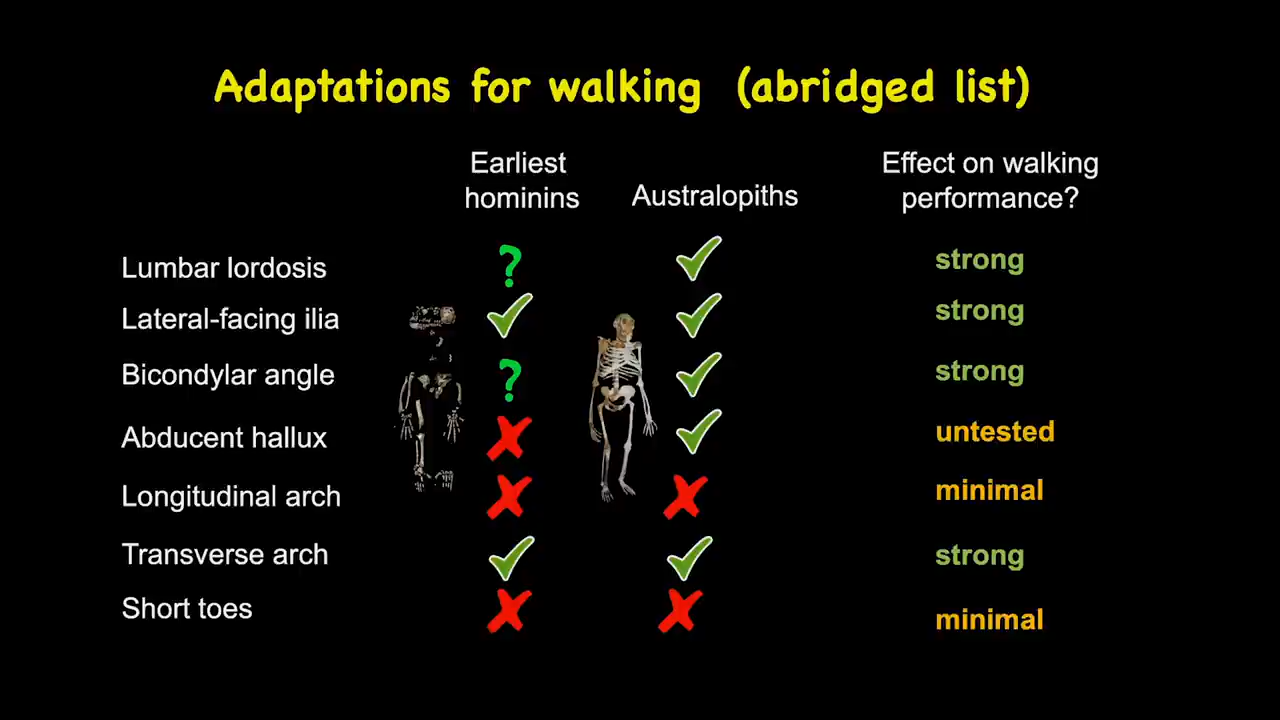 Adaptations for walking (abridged list)
Earliest hominins
Australopiths
Effect on walking performance?
Lumbar lordosis ? ✓ strong
Lateral-facing ilia ✓ ✓ strong
Bicondylar angle ? ✓ strong
Abducent hallux ✗ ✓ untested
Longitudinal arch ✗ ✗ minimal
Transverse arch ✓ ✓ strong
Short toes ✗ ✗ minimal